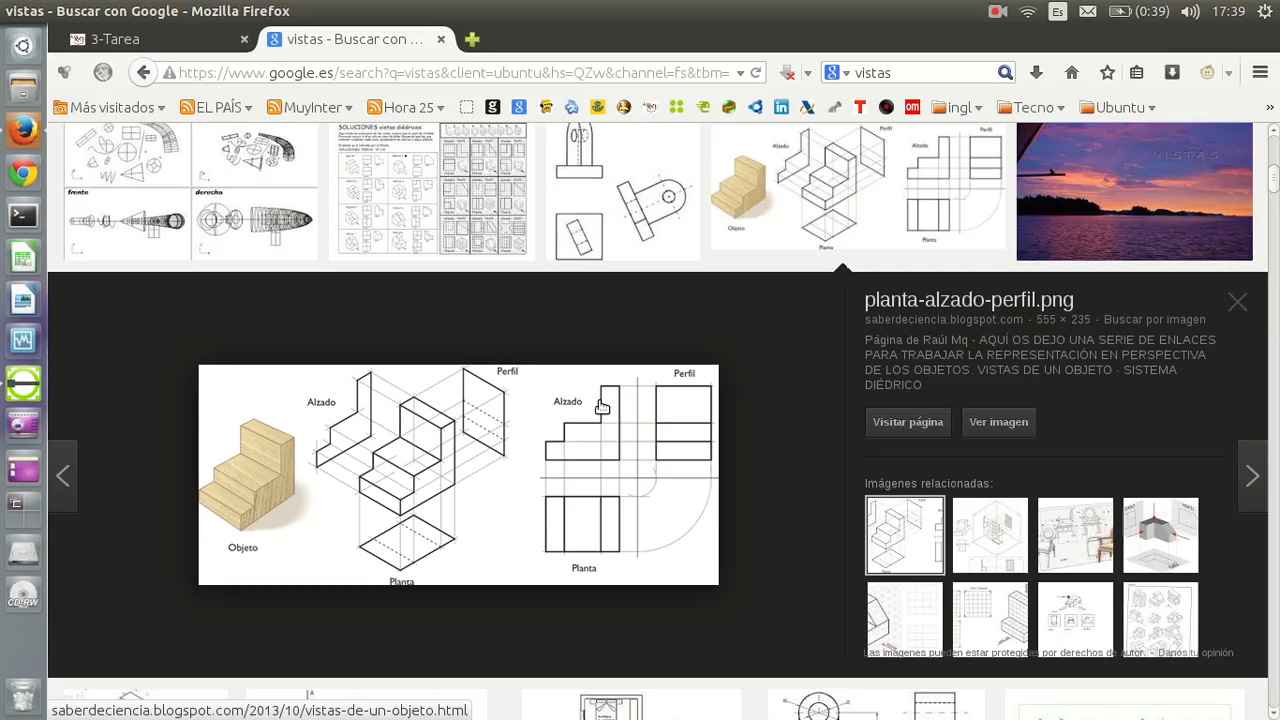 vistas - Buscar con Google - Mozilla Firefox
Es
(0:39)
17:39
3-Tarea
vistas - Buscar con ...
https://www.google.es/search?q=vistas&client=ubuntu&hs=QZw&channel=fs&tbm=
vistas
Más visitados
EL PAÍS
MuyInter
Hora 25
ingl
Tecno
Ubuntu
frente
derecha
SOLUCIONES vistas diédricas
Alzado
Perfil
Objeto
Planta
Alzado
Perfil
Planta
VISTAS
planta-alzado-perfil.png
saberdeciencia.blogspot.com - 555 × 235 - Buscar por imagen
Página de Raúl Mq - AQUÍ OS DEJO UNA SERIE DE ENLACES
PARA TRABAJAR LA REPRESENTACIÓN EN PERSPECTIVA
DE LOS OBJETOS. VISTAS DE UN OBJETO · SISTEMA
DIÉDRICO
Visitar página
Ver imagen
Alzado
Perfil
Objeto
Planta
Alzado
Perfil
Planta
Imágenes relacionadas:
Las imágenes pueden estar protegidas por derechos de autor. - Danos tu opinión
CD-RW
saberdeciencia.blogspot.com/2013/10/vistas-de-un-objeto.html